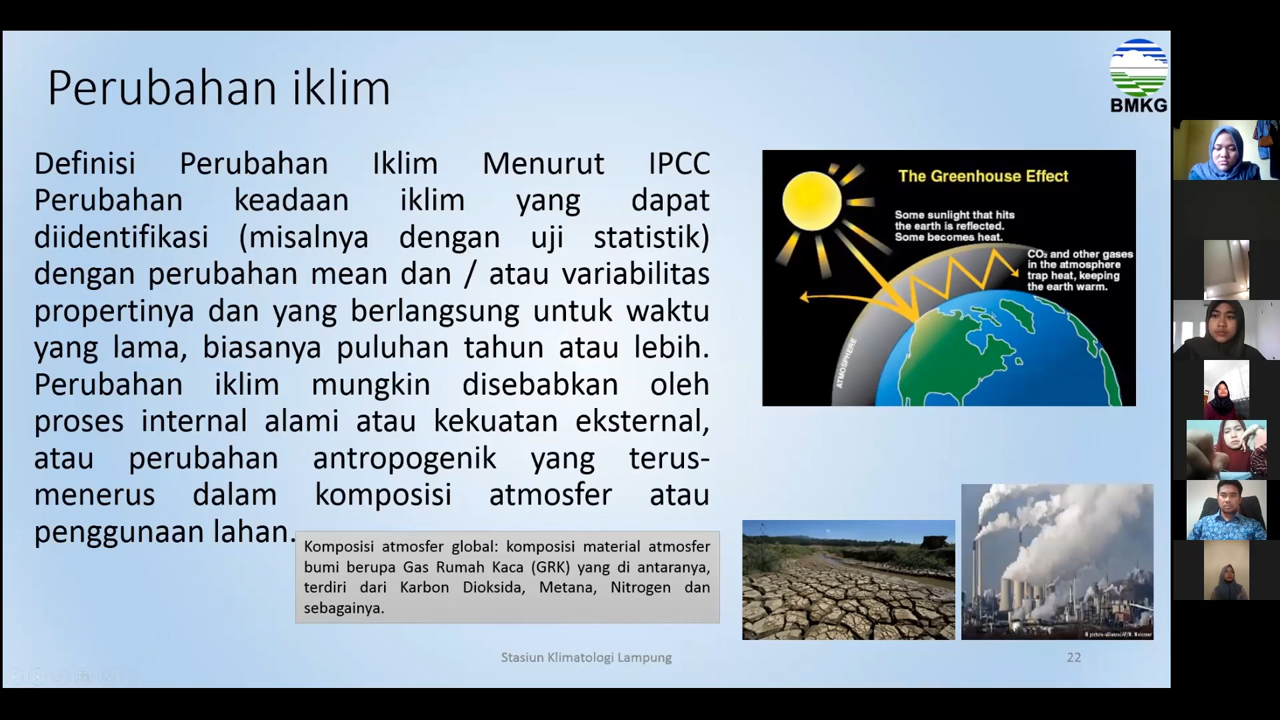 Perubahan iklim
BMKG
Definisi Perubahan Iklim Menurut IPCC
Perubahan keadaan iklim yang dapat
diidentifikasi (misalnya dengan uji statistik)
dengan perubahan mean dan / atau variabilitas
propertinya dan yang berlangsung untuk waktu
yang lama, biasanya puluhan tahun atau lebih.
Perubahan iklim mungkin disebabkan oleh
proses internal alami atau kekuatan eksternal,
atau perubahan antropogenik yang terus-
menerus dalam komposisi atmosfer atau
penggunaan lahan.
Komposisi atmosfer global: komposisi material atmosfer
bumi berupa Gas Rumah Kaca (GRK) yang di antaranya,
terdiri dari Karbon Dioksida, Metana, Nitrogen dan
sebagainya.
The Greenhouse Effect
Some sunlight that hits
the earth is reflected.
Some becomes heat.
CO₂ and other gases
in the atmosphere
trap heat, keeping
the earth warm.
ATMOSPHERE
Stasiun Klimatologi Lampung
22